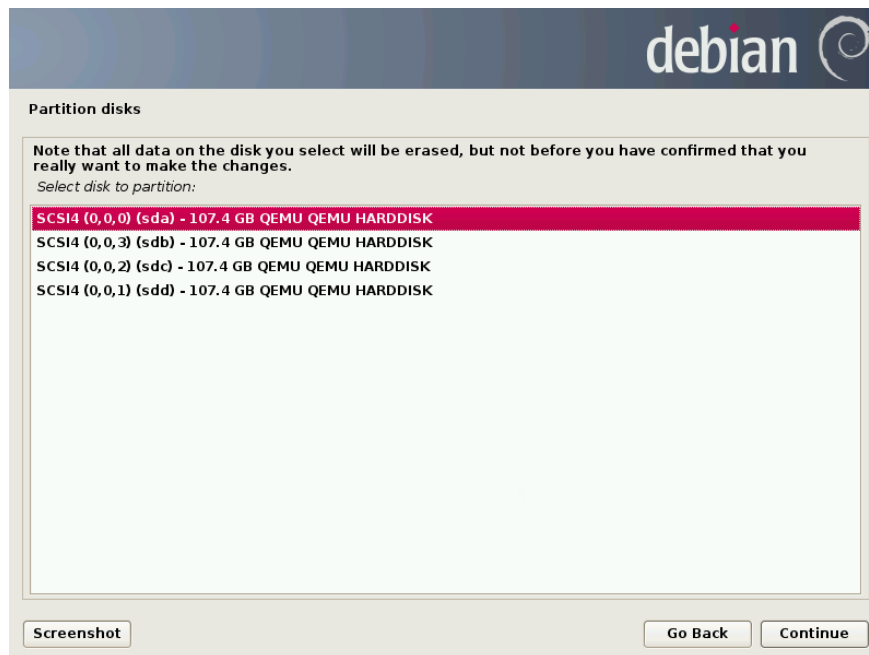 debian
Partition disks
Note that all data on the disk you select will be erased, but not before you have confirmed that you
really want to make the changes.
Select disk to partition:
SCSI4 (0,0,0) (sda) - 107.4 GB QEMU QEMU HARDDISK
SCSI4 (0,0,3) (sdb) - 107.4 GB QEMU QEMU HARDDISK
SCSI4 (0,0,2) (sdc) - 107.4 GB QEMU QEMU HARDDISK
SCSI4 (0,0,1) (sdd) - 107.4 GB QEMU QEMU HARDDISK
Screenshot
Go Back
Continue